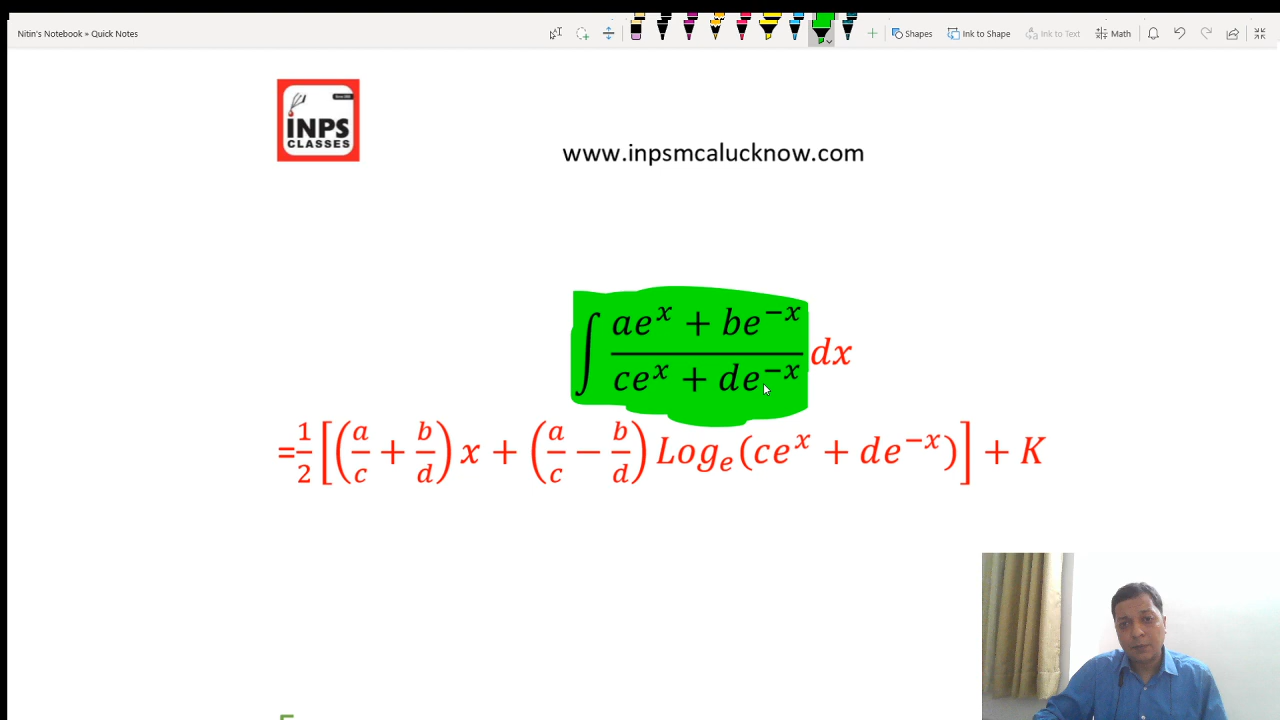 Nitin's Notebook » Quick Notes
Shapes Ink to Shape Ink to Text Math
INPS
CLASSES
www.inpsmcalucknow.com
∫ (ae^x + be^−x)/(ce^x + de^−x) dx
=1/2[(a/c + b/d)x + (a/c − b/d)Log_e(ce^x + de^−x)] + K